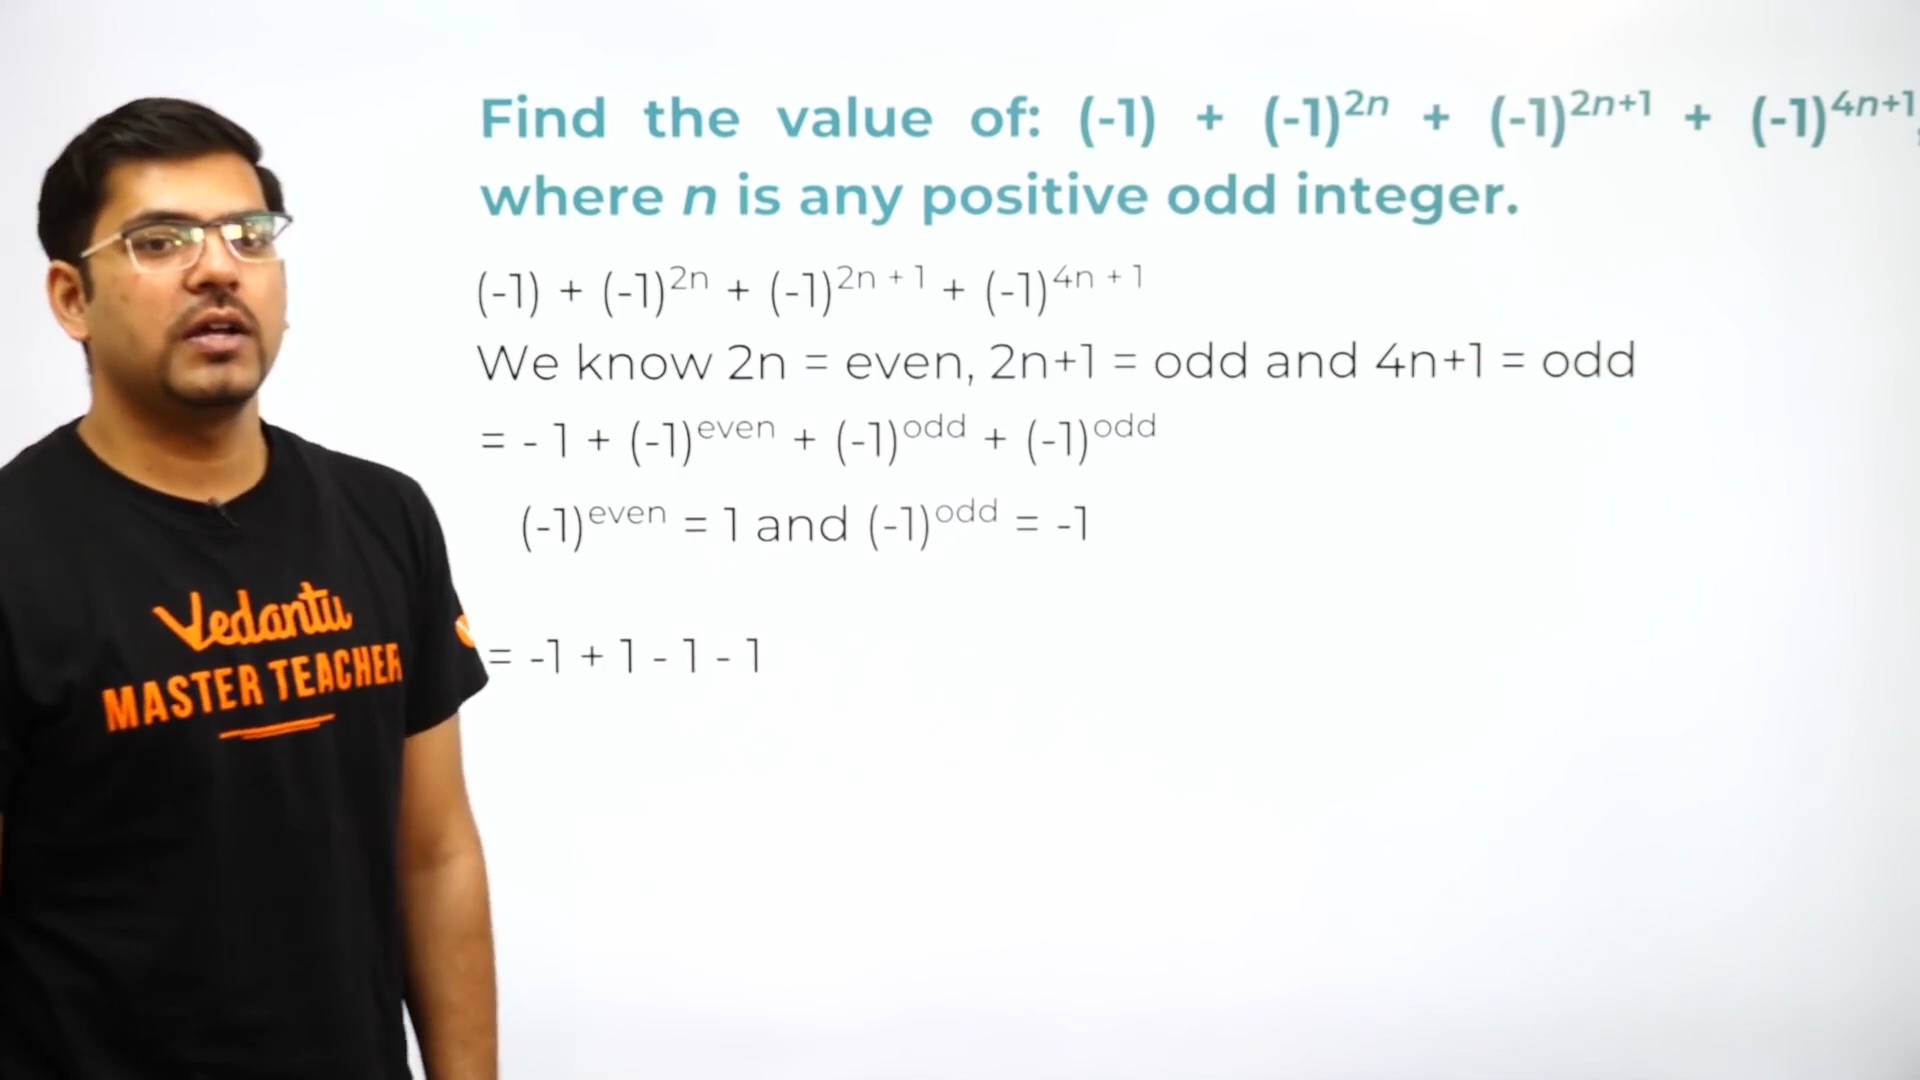 Find the value of: (-1) + (-1)²ⁿ + (-1)²ⁿ⁺¹ + (-1)⁴ⁿ⁺¹,
where n is any positive odd integer.
(-1) + (-1)²ⁿ + (-1)²ⁿ ⁺ ¹ + (-1)⁴ⁿ ⁺ ¹
We know 2n = even, 2n+1 = odd and 4n+1 = odd
= - 1 + (-1)^even + (-1)^odd + (-1)^odd
(-1)^even = 1 and (-1)^odd = -1
= -1 + 1 - 1 - 1
Vedantu
MASTER TEACHER